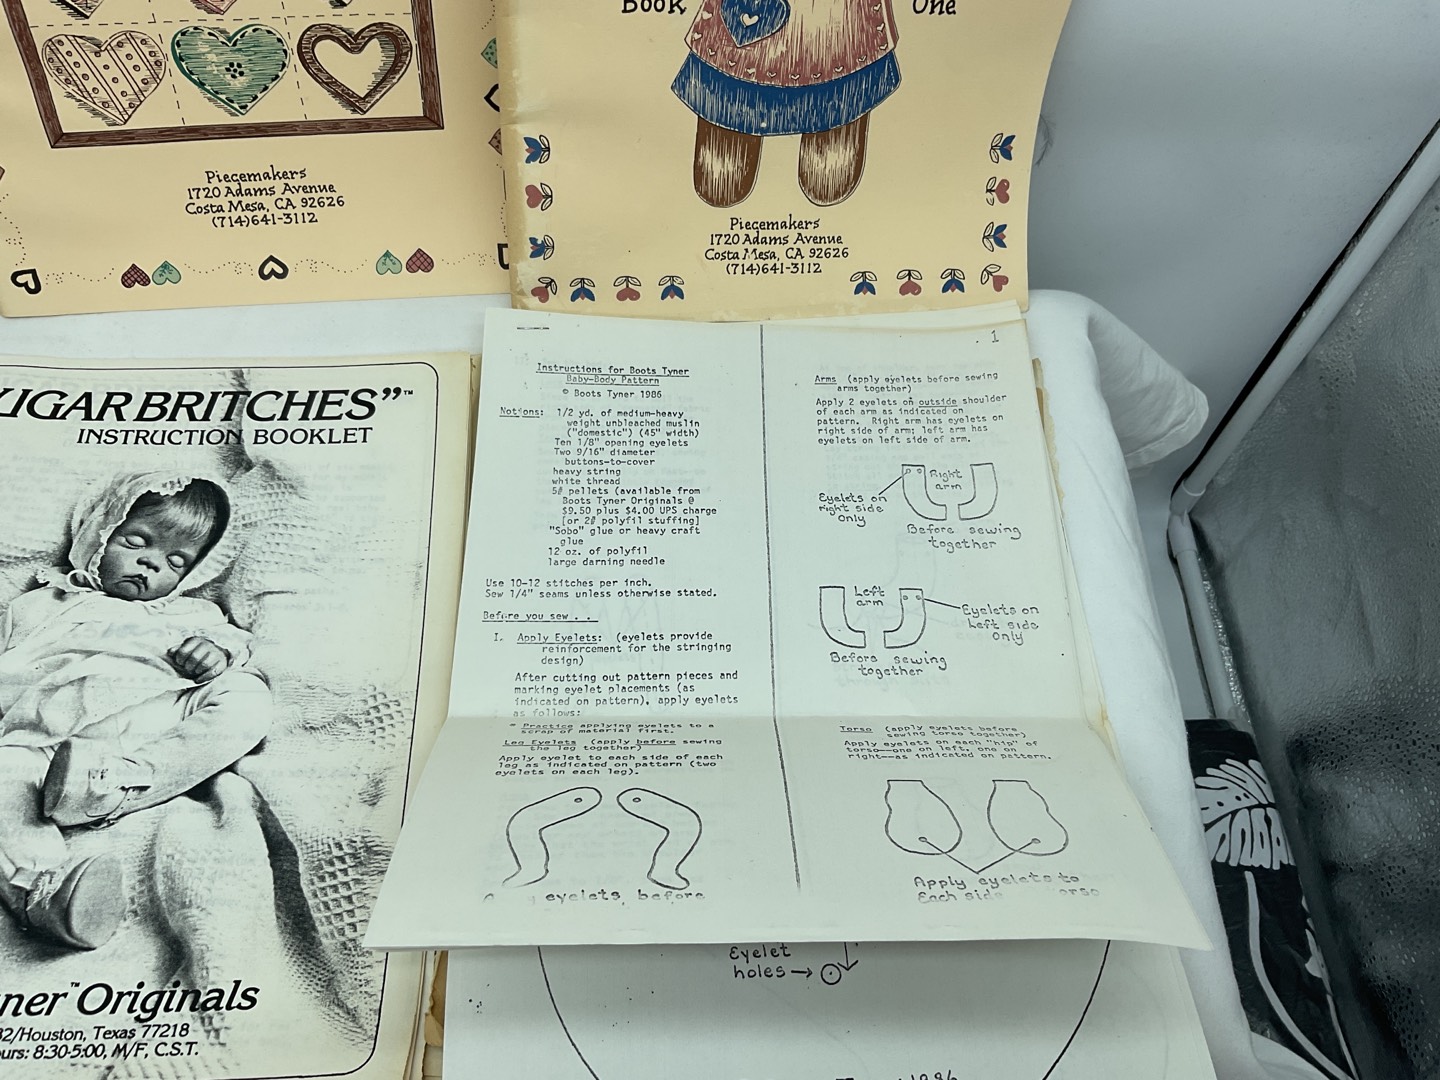 Piecemakers
1720 Adams Avenue
Costa Mesa, CA 92626
(714)641-3112
Book One
Piecemakers
1720 Adams Avenue
Costa Mesa, CA 92626
(714)641-3112
UGAR BRITCHES”™
INSTRUCTION BOOKLET
ner™Originals
32/Houston, Texas 77218
urs: 8:30-5:00, M/F, C.S.T.
1
Instructions for Boots Tyner
Baby-Body Pattern
© Boots Tyner 1986
Notions: 1/2 yd. of medium-heavy
weight unbleached muslin
("domestic") (45" width)
Ten 1/8" opening eyelets
Two 9/16" diameter
buttons-to-cover
heavy string
white thread
5# pellets (available from
Boots Tyner Originals @
$9.50 plus $4.00 UPS charge
[or 2# polyfil stuffing]
"Sobo" glue or heavy craft
glue
12 oz. of polyfil
large darning needle
Use 10-12 stitches per inch.
Sew 1/4" seams unless otherwise stated.
Before you sew . .
I. Apply Eyelets: (eyelets provide
reinforcement for the stringing
design)
After cutting out pattern pieces and
marking eyelet placements (as
indicated on pattern), apply eyelets
as follows:
* Practice applying eyelets to a
scrap of material first.
Leg Eyelets (apply before sewing
the leg together)
Apply eyelet to each side of each
leg as indicated on pattern (two
eyelets on each leg).
eyelets before
Arms (apply eyelets before sewing
arms together)
Apply 2 eyelets on outside shoulder
of each arm as indicated on
pattern. Right arm has eyelets on
right side of arm; left arm has
eyelets on left side of arm.
Right
arm
Eyelets on
Right side
Only
Before sewing
together
Left
arm
Eyelets on
Left side
Only
Before sewing
together
Torso (apply eyelets before
sewing torso together)
Apply eyelets on each "hip" of
torso—one on left, one on
right—as indicated on pattern.
Apply eyelets to
Each side orso
Eyelet
holes→
1986